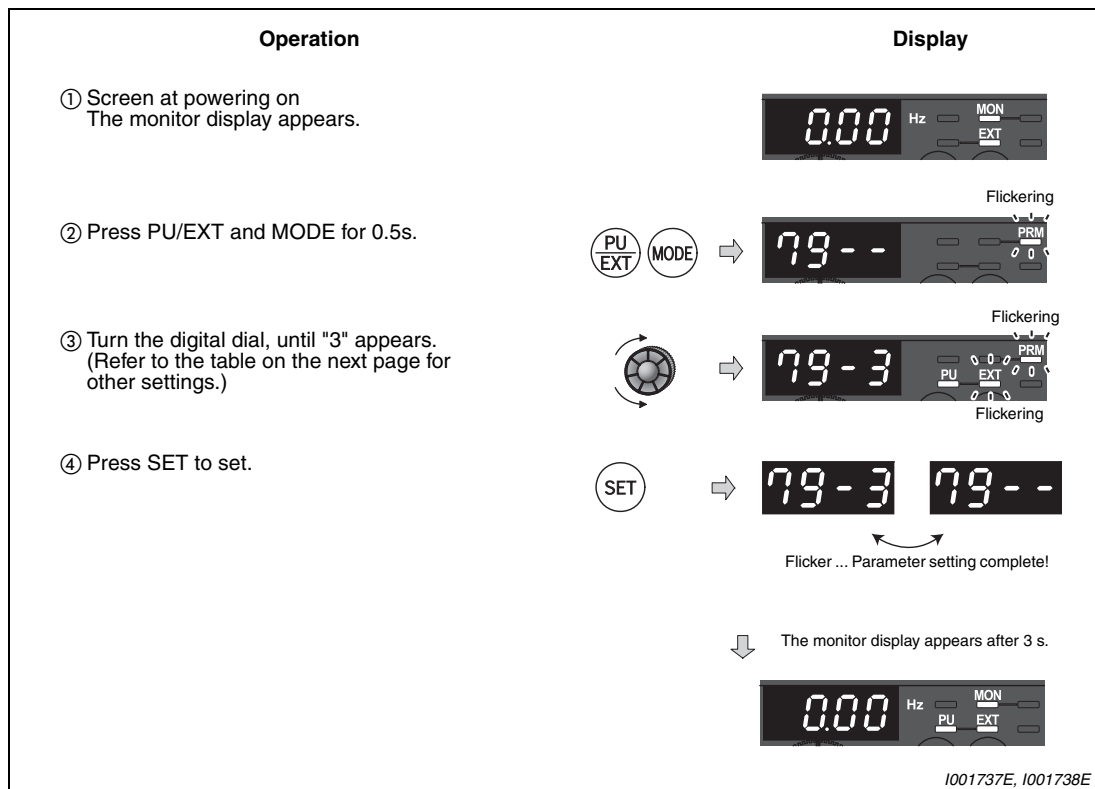 Operation
Display
① Screen at powering on
The monitor display appears.
0.00 Hz MON
EXT
② Press PU/EXT and MODE for 0.5s.
PU
EXT
MODE
Flickering
79-- PRM
③ Turn the digital dial, until "3" appears.
(Refer to the table on the next page for
other settings.)
Flickering
79-3 PRM
PU EXT
Flickering
④ Press SET to set.
SET
79-3 79--
Flicker ... Parameter setting complete!
The monitor display appears after 3 s.
0.00 Hz MON
PU EXT
I001737E, I001738E